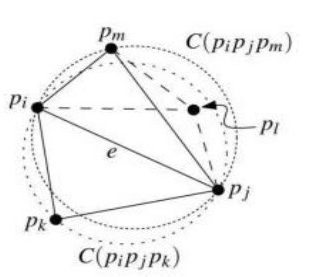 p_m
C(p_i p_j p_m)
p_i
p_l
e
p_j
p_k
C(p_i p_j p_k)